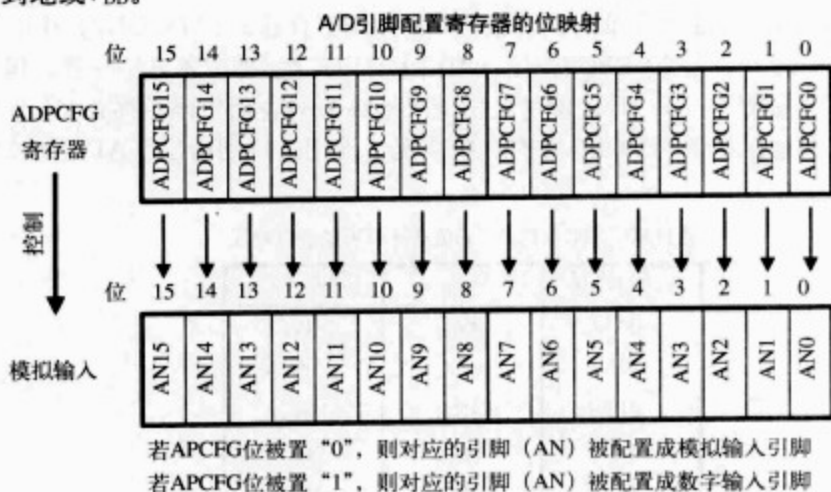 A/D引脚配置寄存器的位映射
位 15 14 13 12 11 10 9 8 7 6 5 4 3 2 1 0
ADPCFG
寄存器
ADPCFG15 ADPCFG14 ADPCFG13 ADPCFG12 ADPCFG11 ADPCFG10 ADPCFG9 ADPCFG8 ADPCFG7 ADPCFG6 ADPCFG5 ADPCFG4 ADPCFG3 ADPCFG2 ADPCFG1 ADPCFG0
控制
位 15 14 13 12 11 10 9 8 7 6 5 4 3 2 1 0
模拟输入
AN15 AN14 AN13 AN12 AN11 AN10 AN9 AN8 AN7 AN6 AN5 AN4 AN3 AN2 AN1 AN0
若APCFG位被置“0”，则对应的引脚（AN）被配置成模拟输入引脚
若APCFG位被置“1”，则对应的引脚（AN）被配置成数字输入引脚